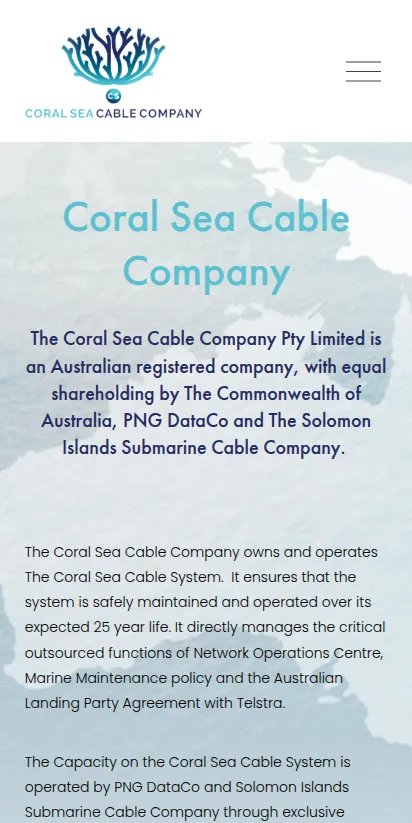 CS
CORAL SEA CABLE COMPANY
Coral Sea Cable
Company
The Coral Sea Cable Company Pty Limited is
an Australian registered company, with equal
shareholding by The Commonwealth of
Australia, PNG DataCo and The Solomon
Islands Submarine Cable Company.
The Coral Sea Cable Company owns and operates
The Coral Sea Cable System.  It ensures that the
system is safely maintained and operated over its
expected 25 year life. It directly manages the critical
outsourced functions of Network Operations Centre,
Marine Maintenance policy and the Australian
Landing Party Agreement with Telstra.
The Capacity on the Coral Sea Cable System is
operated by PNG DataCo and Solomon Islands
Submarine Cable Company through exclusive